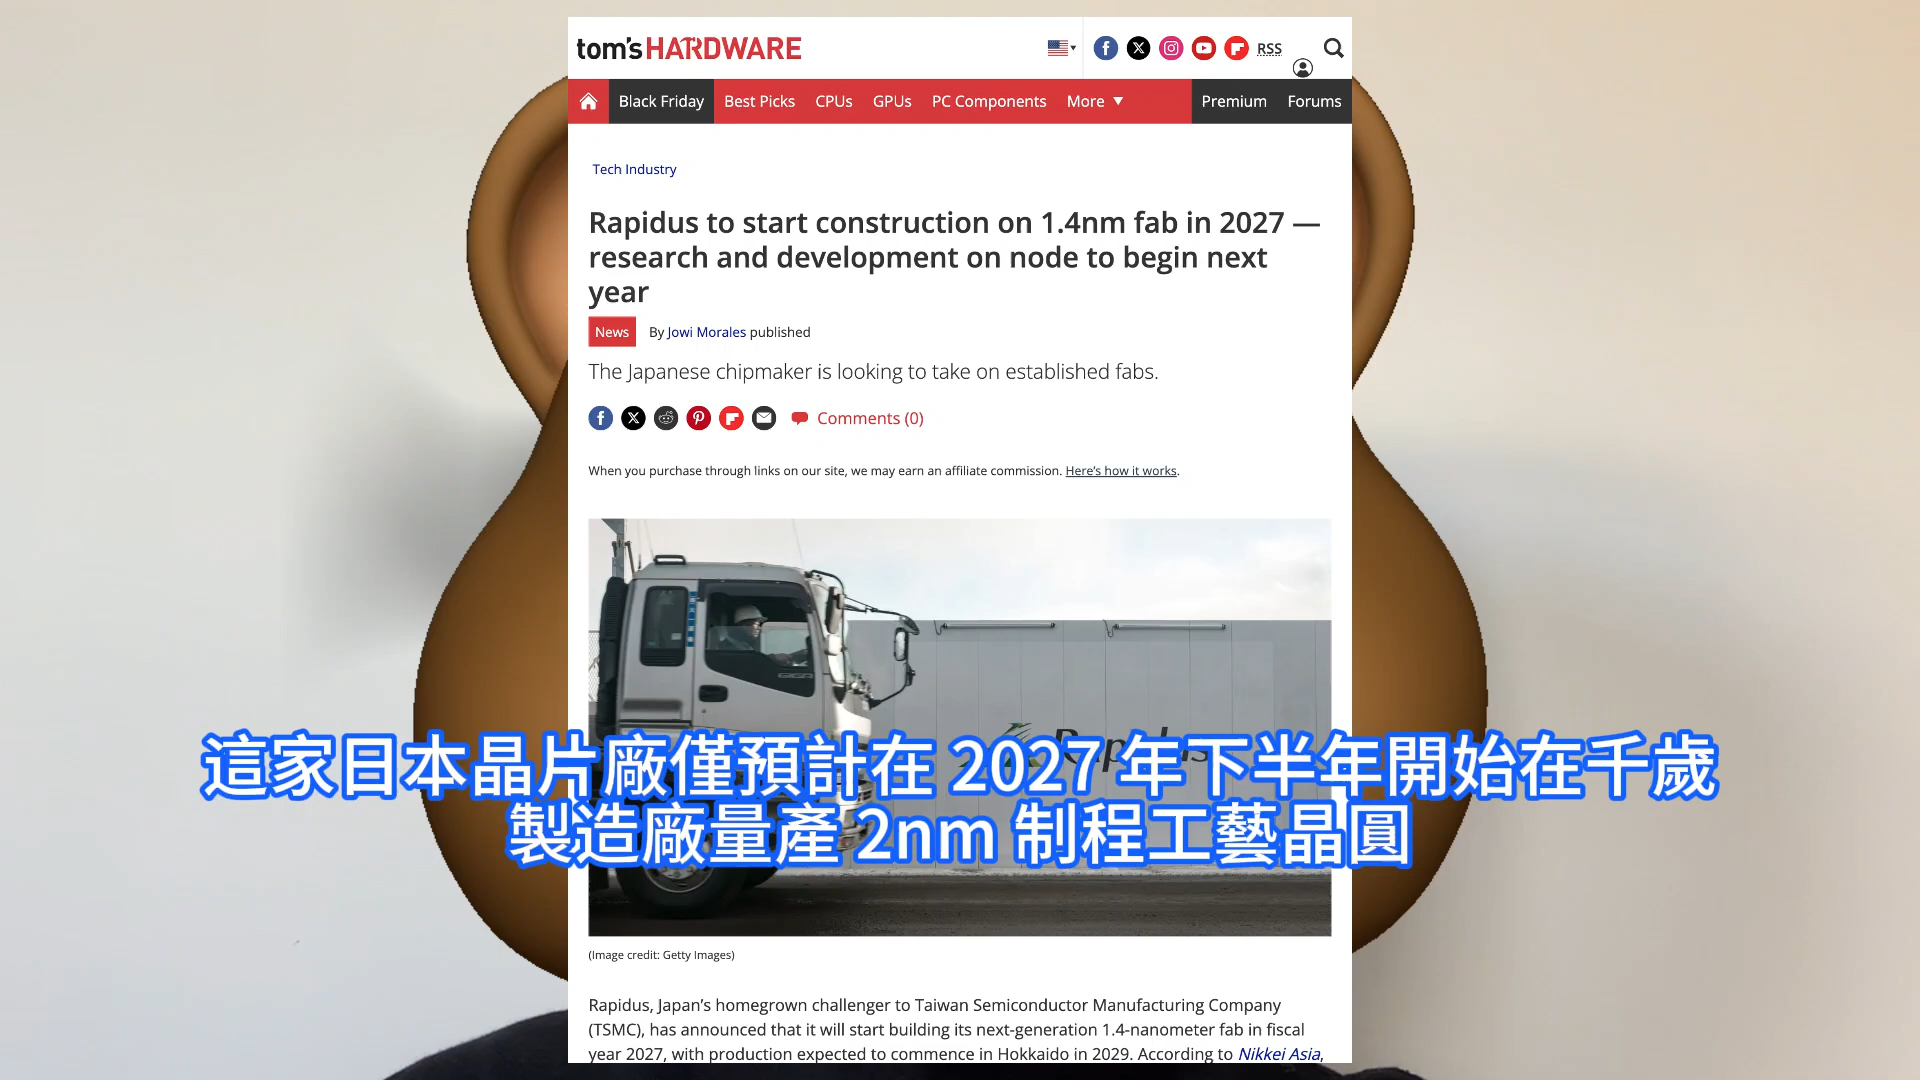 tom'sHARDWARE
RSS
Black Friday Best Picks CPUs GPUs PC Components More ▼ Premium Forums
Tech Industry
Rapidus to start construction on 1.4nm fab in 2027 —
research and development on node to begin next
year
News By Jowi Morales published
The Japanese chipmaker is looking to take on established fabs.
Comments (0)
When you purchase through links on our site, we may earn an affiliate commission. Here's how it works.
Rapidus
這家日本晶片廠僅預計在 2027 年下半年開始在千歲
製造廠量產 2nm 制程工藝晶圓
(Image credit: Getty Images)
Rapidus, Japan's homegrown challenger to Taiwan Semiconductor Manufacturing Company
(TSMC), has announced that it will start building its next-generation 1.4-nanometer fab in fiscal
year 2027, with production expected to commence in Hokkaido in 2029. According to Nikkei Asia,